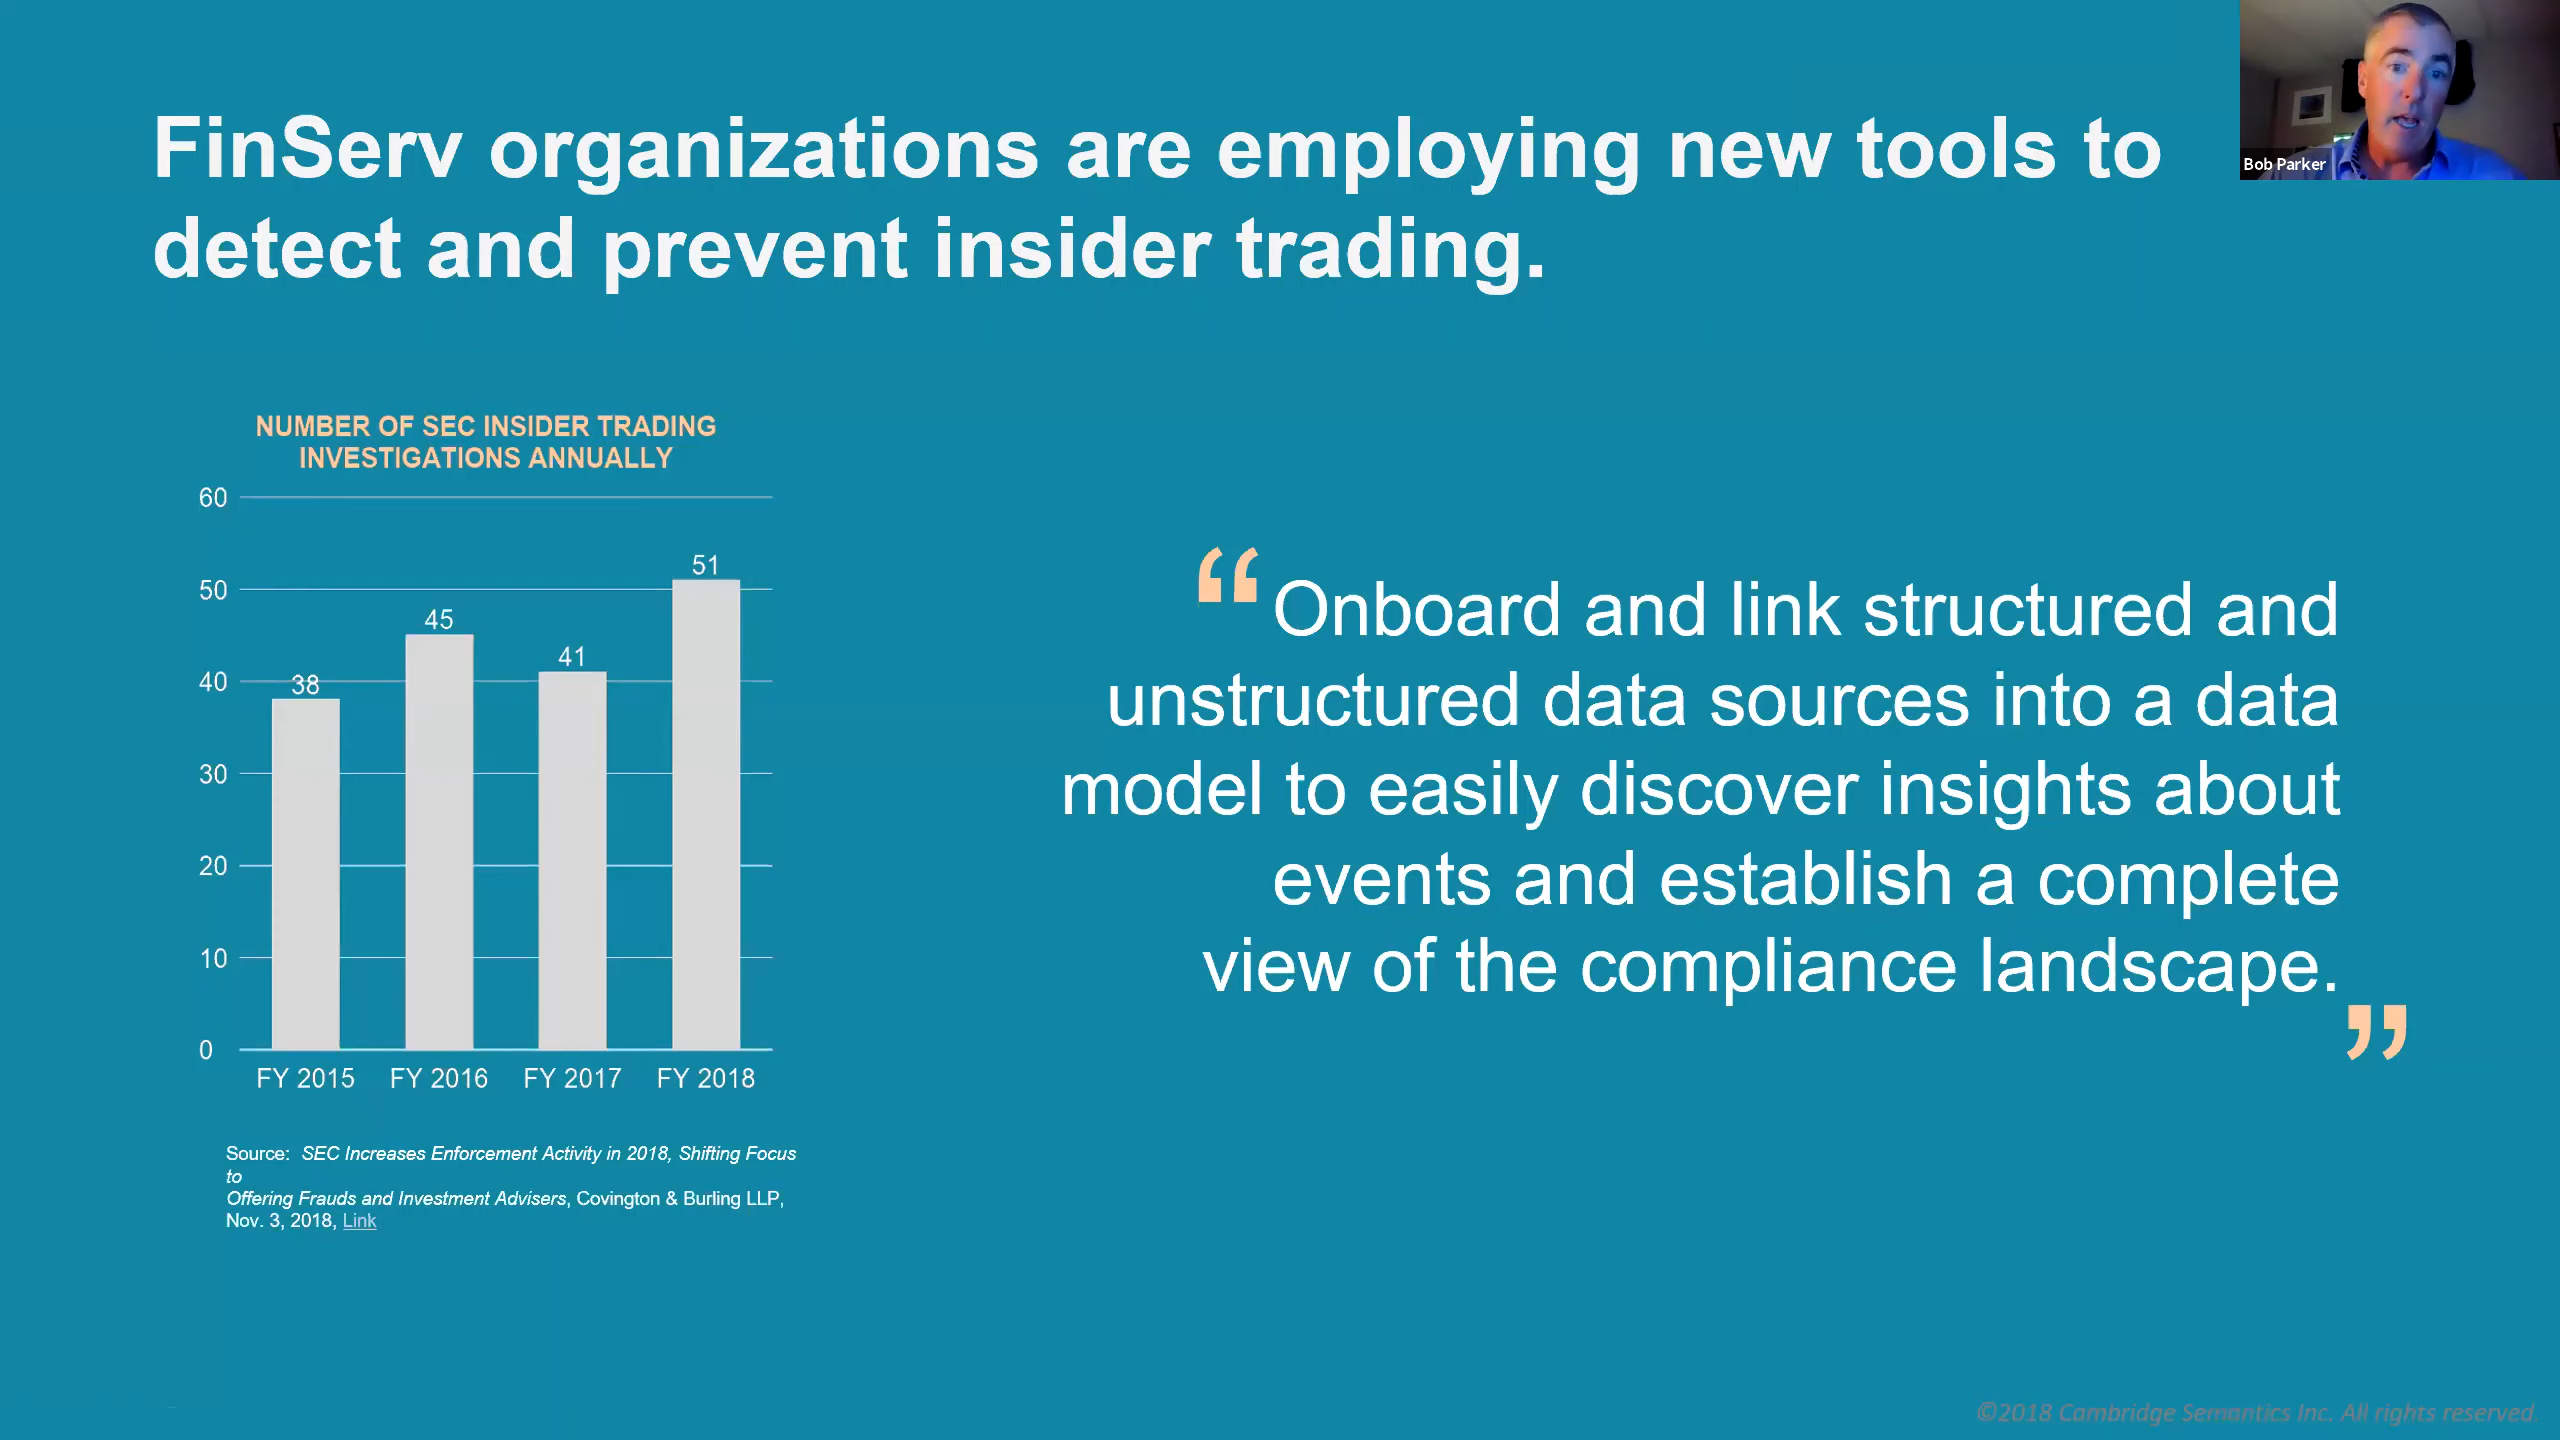 FinServ organizations are employing new tools to
detect and prevent insider trading.
Bob Parker
NUMBER OF SEC INSIDER TRADING
INVESTIGATIONS ANNUALLY
60
50
40
30
20
10
0
38
45
41
51
FY 2015 FY 2016 FY 2017 FY 2018
Source: SEC Increases Enforcement Activity in 2018, Shifting Focus
to
Offering Frauds and Investment Advisers, Covington & Burling LLP,
Nov. 3, 2018, Link
“Onboard and link structured and
unstructured data sources into a data
model to easily discover insights about
events and establish a complete
view of the compliance landscape.”
©2018 Cambridge Semantics Inc. All rights reserved.